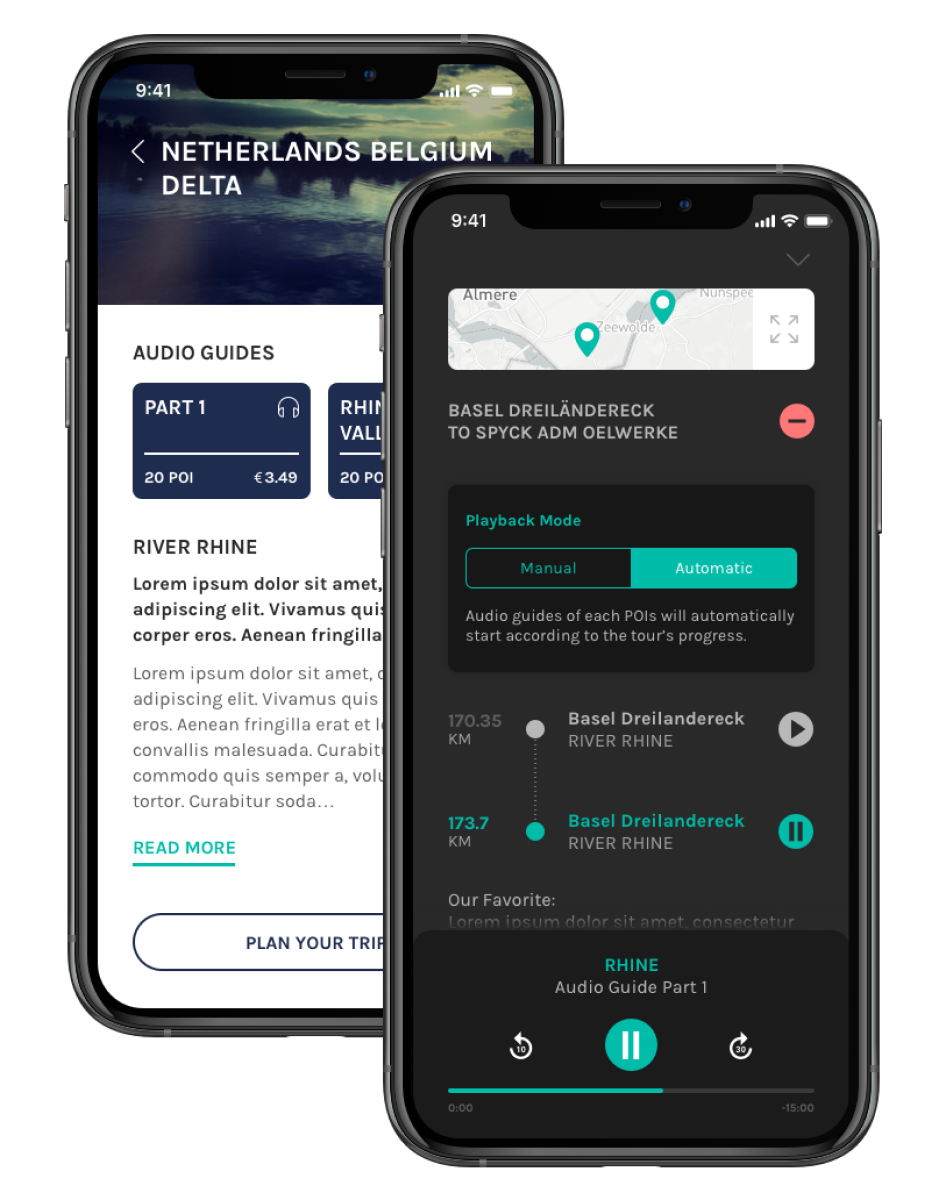 9:41
NETHERLANDS BELGIUM
DELTA
AUDIO GUIDES
PART 1
20 POI
€3.49
RHIN
VALL
20 PO
RIVER RHINE
Lorem ipsum dolor sit amet,
adipiscing elit. Vivamus quis
corper eros. Aenean fringilla
Lorem ipsum dolor sit amet, c
adipiscing elit. Vivamus quis
eros. Aenean fringilla erat et l
convallis malesuada. Curabitu
commodo quis semper a, volu
tortor. Curabitur soda...
READ MORE
PLAN YOUR TRIP
9:41
Almere
Nunspee
Zeewolde
BASEL DREILÄNDERECK
TO SPYCK ADM OELWERKE
Playback Mode
Manual
Automatic
Audio guides of each POIs will automatically
start according to the tour's progress.
170.35
KM
Basel Dreilandereck
RIVER RHINE
173.7
KM
Basel Dreilandereck
RIVER RHINE
Our Favorite:
Lorem ipsum dolor sit amet, consectetur
RHINE
Audio Guide Part 1
10
30
0:00
-15:00